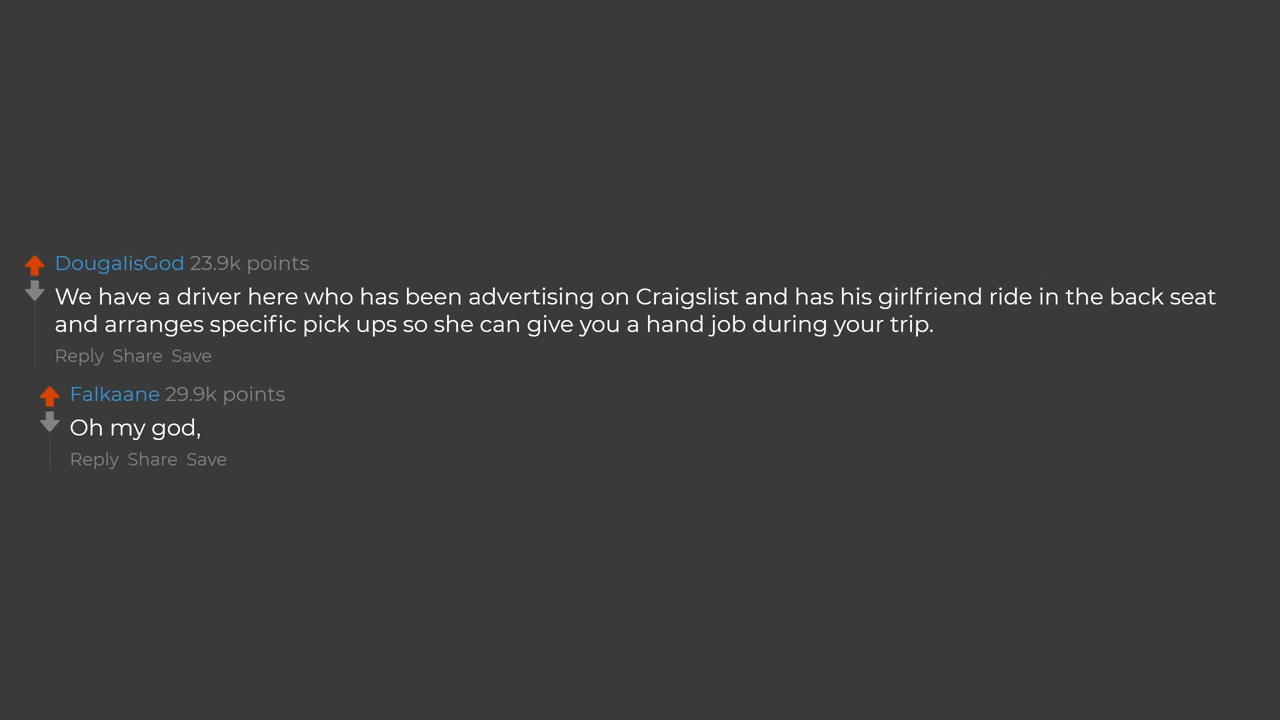 DougalisGod 23.9k points
We have a driver here who has been advertising on Craigslist and has his girlfriend ride in the back seat
and arranges specific pick ups so she can give you a hand job during your trip.
Reply Share Save
Falkaane 29.9k points
Oh my god,
Reply Share Save